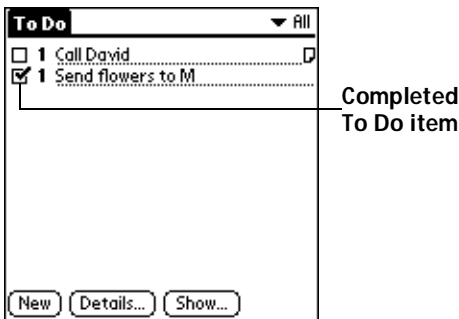 To Do All
1 Call David
1 Send flowers to M
Completed
To Do item
New Details... Show...